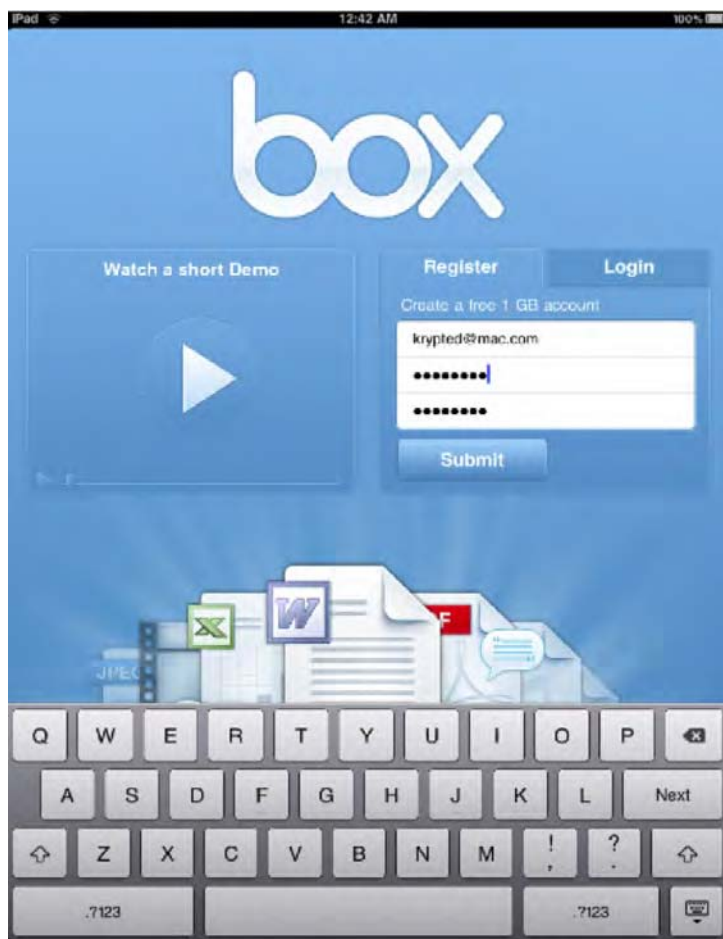 iPad 12:42 AM 100%
box
Watch a short Demo
Register Login
Create a free 1 GB account
krypted@mac.com
••••••••
••••••••
Submit
X W F
JPEG
Q W E R T Y U I O P
A S D F G H J K L Next
Z X C V B N M ! , ? .
.?123 .?123